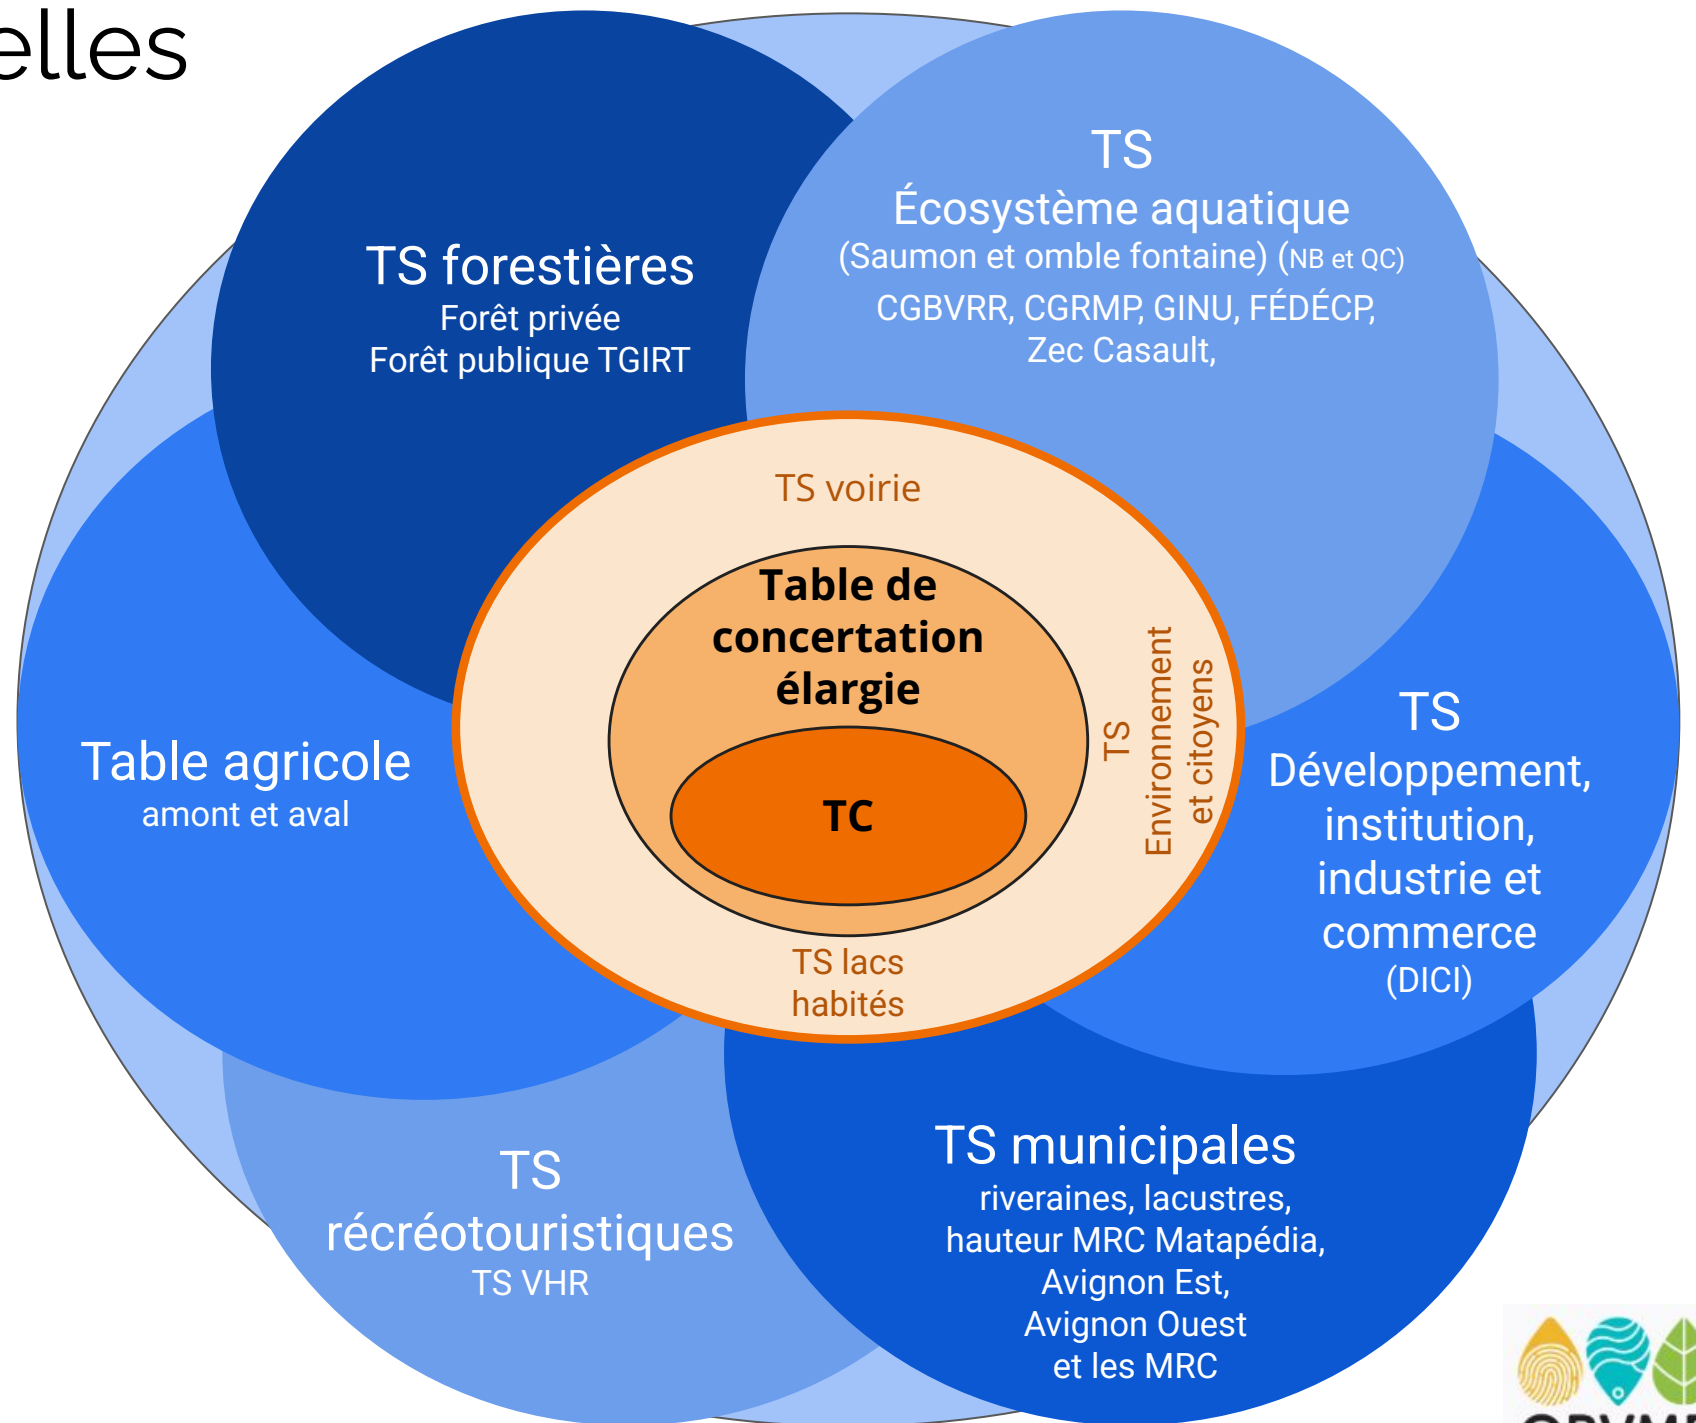 elles
TS
Écosystème aquatique
(Saumon et omble fontaine) (NB et QC)
CGBVRR, CGRMP, GINU, FÉDÉCP,
Zec Casault,
TS forestières
Forêt privée
Forêt publique TGIRT
TS voirie
Table de
concertation
élargie
TC
TS
Environnement
et citoyens
TS lacs
habités
Table agricole
amont et aval
TS
Développement,
institution,
industrie et
commerce
(DICI)
TS
récréotouristiques
TS VHR
TS municipales
riveraines, lacustres,
hauteur MRC Matapédia,
Avignon Est,
Avignon Ouest
et les MRC